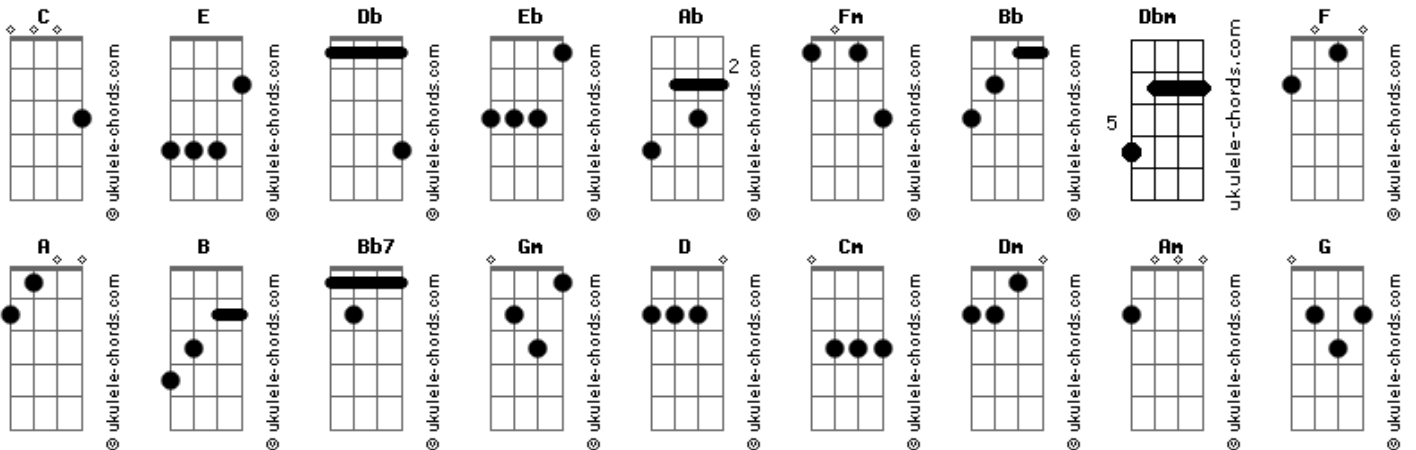 C E Db Eb Ab Fm Bb Dbm F
2
5
© ukulele-chords.com © ukulele-chords.com © ukulele-chords.com © ukulele-chords.com © ukulele-chords.com © ukulele-chords.com © ukulele-chords.com ukulele-chords.com © ukulele-chords.com
A B Bb7 Gm D Cm Dm Am G
© ukulele-chords.com © ukulele-chords.com © ukulele-chords.com © ukulele-chords.com © ukulele-chords.com © ukulele-chords.com © ukulele-chords.com © ukulele-chords.com © ukulele-chords.com